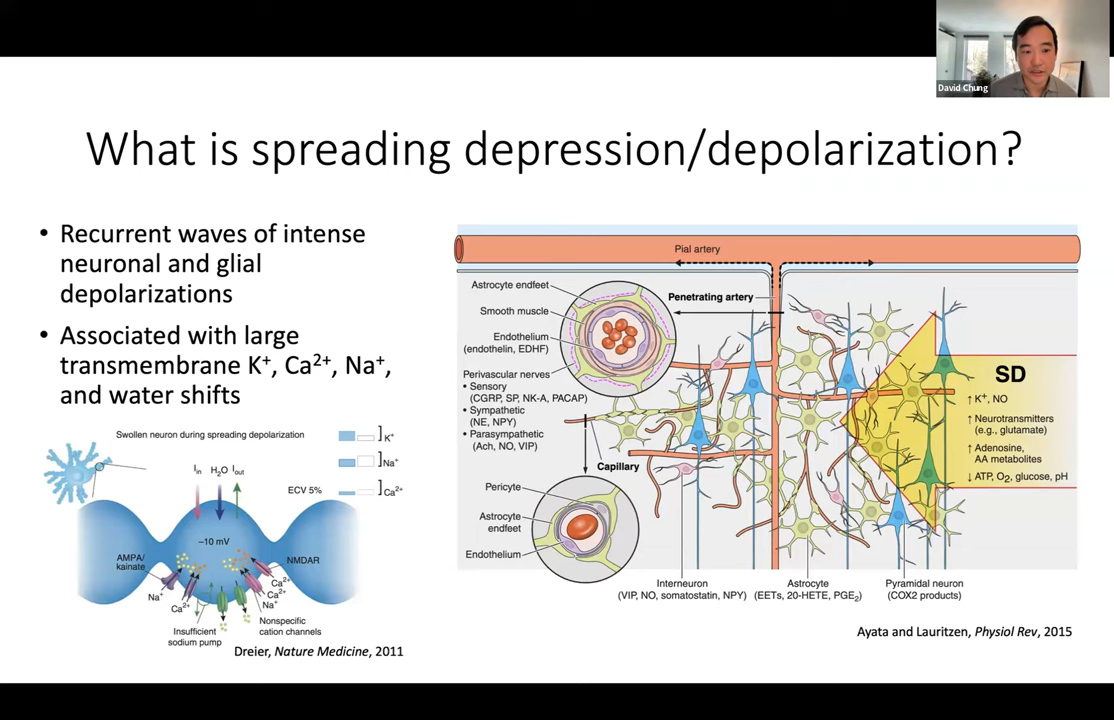 David Chung
What is spreading depression/depolarization?
• Recurrent waves of intense
neuronal and glial
depolarizations
• Associated with large
transmembrane K⁺, Ca²⁺, Na⁺,
and water shifts
Swollen neuron during spreading depolarization
K⁺
Na⁺
ECV 5%
Ca²⁺
Iin H₂O Iout
–10 mV
AMPA/
kainate
NMDAR
Na⁺
Ca²⁺
Ca²⁺
Ca²⁺
Na⁺
Insufficient
sodium pump
Nonspecific
cation channels
Dreier, Nature Medicine, 2011
Pial artery
Penetrating artery
Astrocyte endfeet
Smooth muscle
Endothelium
(endothelin, EDHF)
Perivascular nerves
• Sensory
(CGRP, SP, NK-A, PACAP)
• Sympathetic
(NE, NPY)
• Parasympathetic
(Ach, NO, VIP)
Capillary
Pericyte
Astrocyte
endfeet
Endothelium
SD
↑ K⁺, NO
↑ Neurotransmitters
(e.g., glutamate)
↑ Adenosine,
AA metabolites
↓ ATP, O₂, glucose, pH
Interneuron
(VIP, NO, somatostatin, NPY)
Astrocyte
(EETs, 20-HETE, PGE₂)
Pyramidal neuron
(COX2 products)
Ayata and Lauritzen, Physiol Rev, 2015